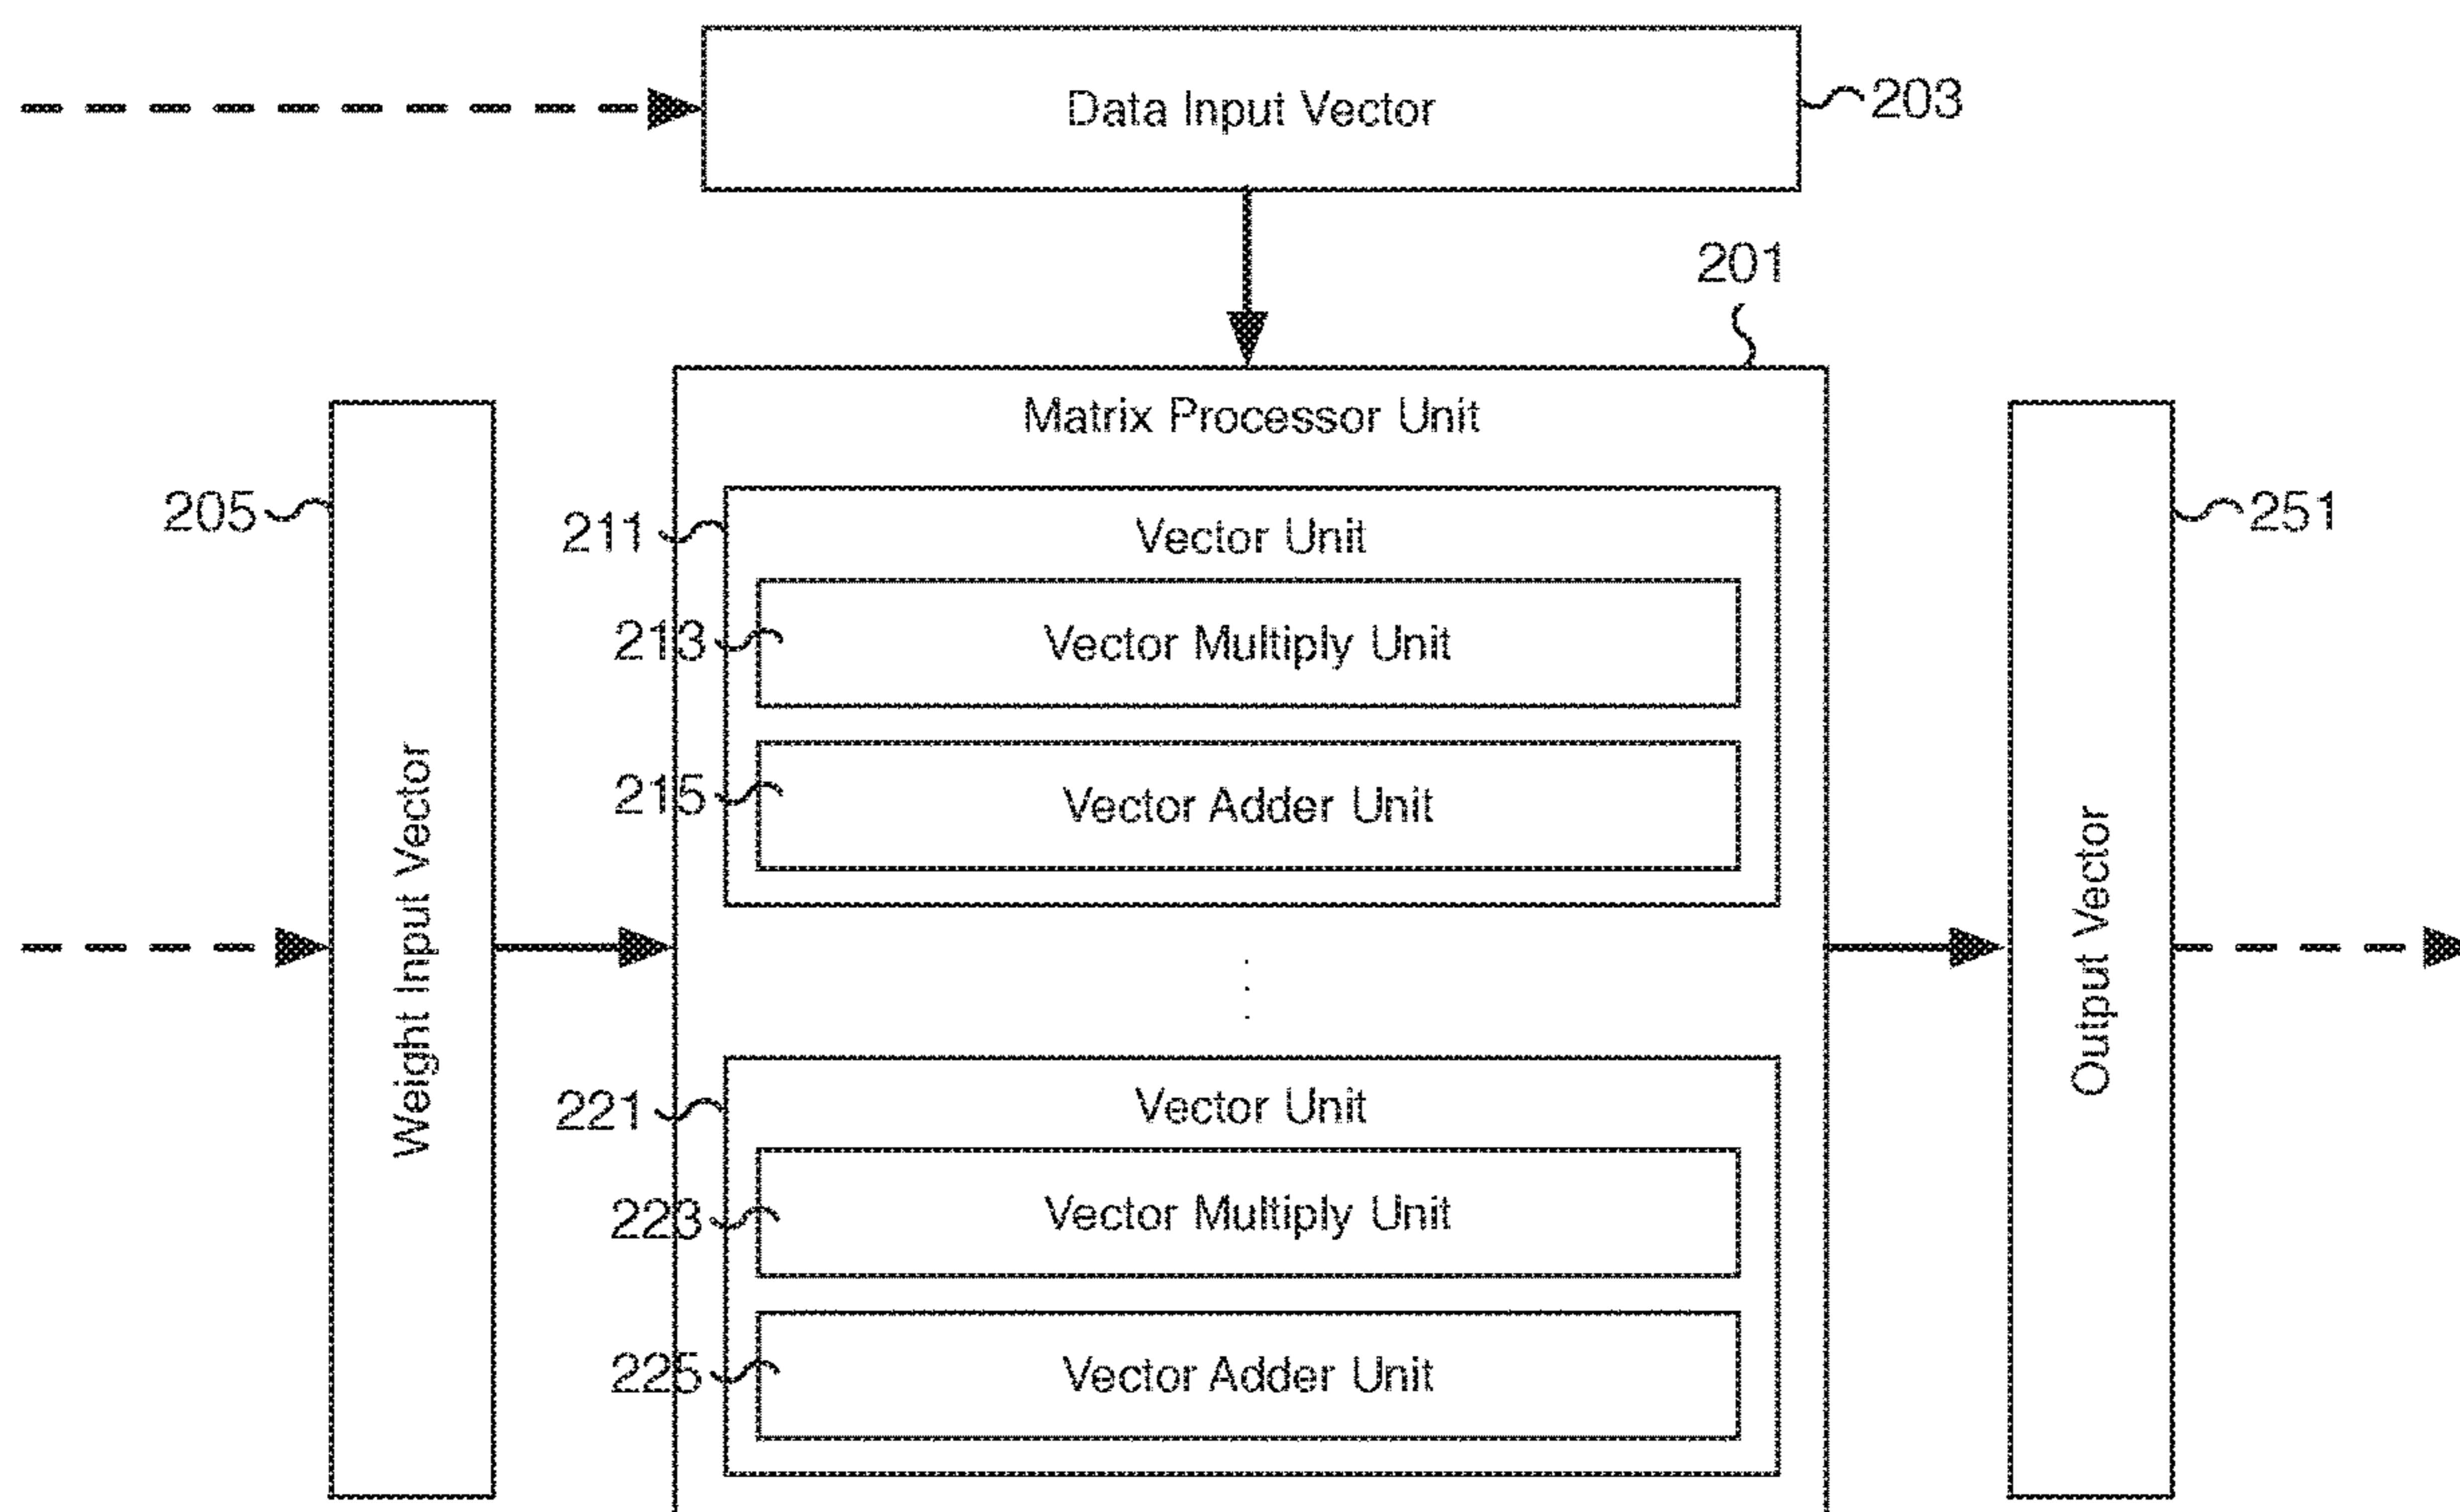 Data Input Vector
203
201
Matrix Processor Unit
205
Weight Input Vector
211
Vector Unit
213
Vector Multiply Unit
215
Vector Adder Unit
221
Vector Unit
223
Vector Multiply Unit
225
Vector Adder Unit
251
Output Vector